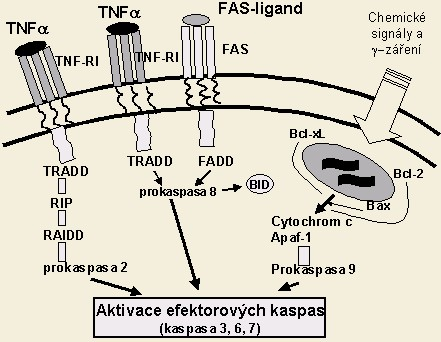 TNFα
TNFα
FAS-ligand
Chemické
signály a
γ–záření
TNF-RI
TNF-RI
FAS
Bcl-xL
Bcl-2
Bax
TRADD
RIP
RAIDD
prokaspasa 2
TRADD
FADD
prokaspasa 8
BID
Cytochrom c
Apaf-1
Prokaspasa 9
Aktivace efektorových kaspas
(kaspasa 3, 6, 7)